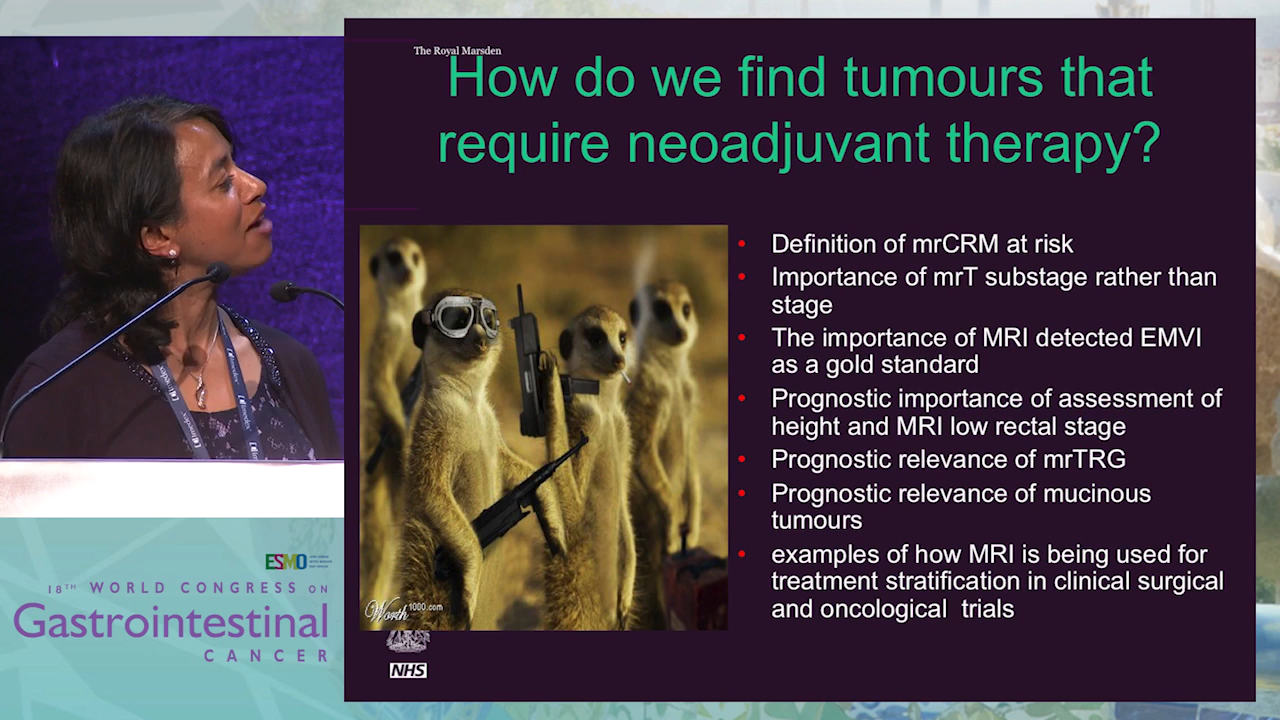 The Royal Marsden
How do we find tumours that
require neoadjuvant therapy?
• Definition of mrCRM at risk
• Importance of mrT substage rather than
stage
• The importance of MRI detected EMVI
as a gold standard
• Prognostic importance of assessment of
height and MRI low rectal stage
• Prognostic relevance of mrTRG
• Prognostic relevance of mucinous
tumours
• examples of how MRI is being used for
treatment stratification in clinical surgical
and oncological trials
Worth1000.com
NHS
imedex
ESMO
18TH WORLD CONGRESS ON
Gastrointestinal
CANCER